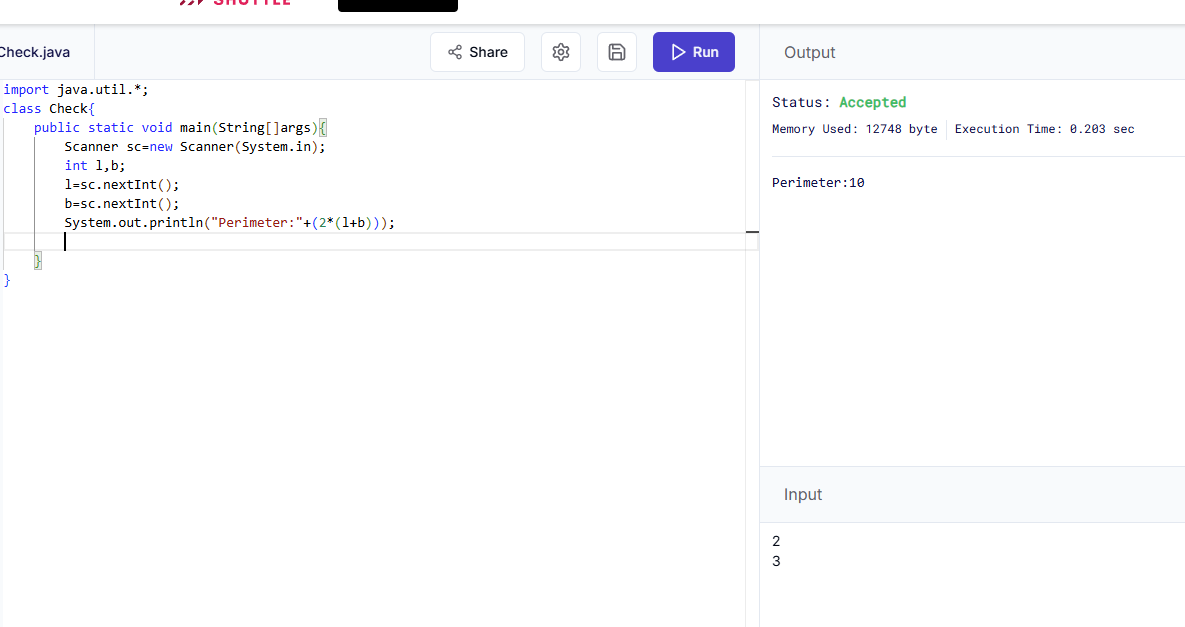 SHUTTLE
Check.java
Share
Run
Output
import java.util.*;
class Check{
public static void main(String[]args){
Scanner sc=new Scanner(System.in);
int l,b;
l=sc.nextInt();
b=sc.nextInt();
System.out.println("Perimeter:"+(2*(l+b)));
}
}
Status: Accepted
Memory Used: 12748 byte
Execution Time: 0.203 sec
Perimeter:10
Input
2
3